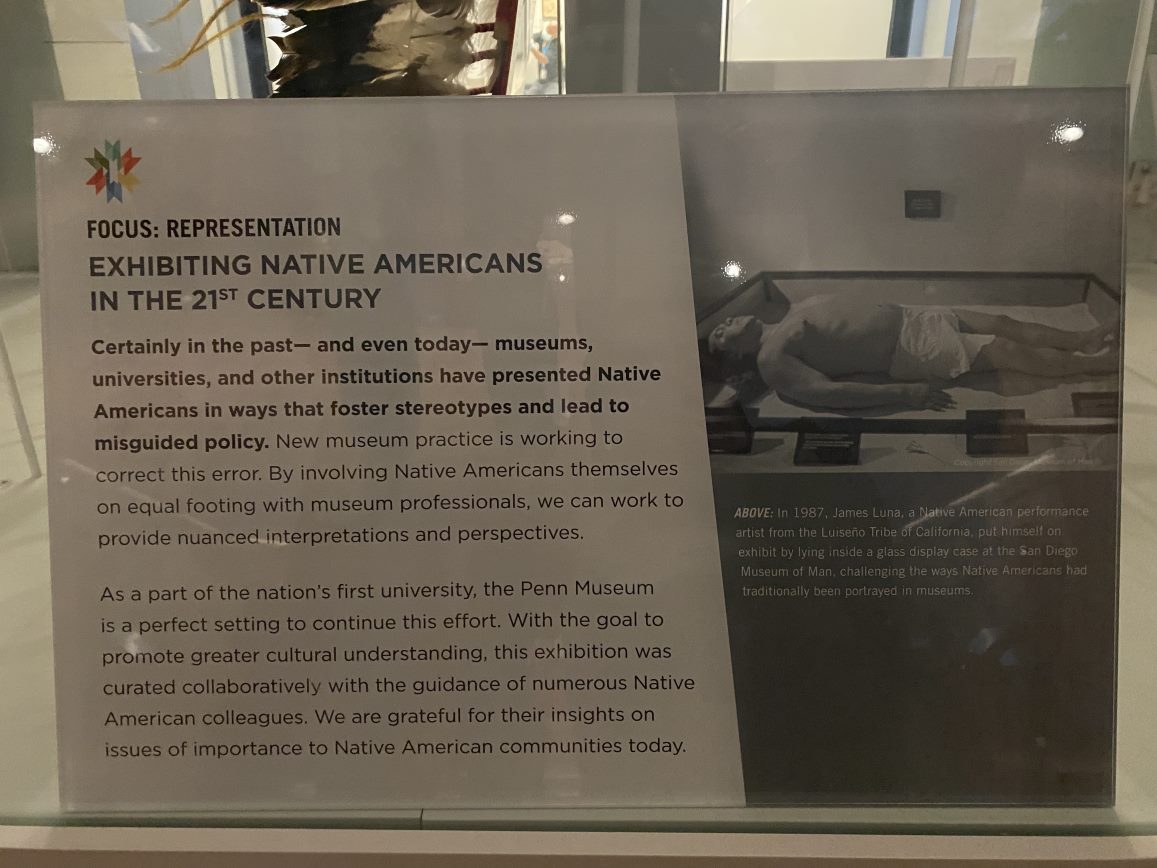 FOCUS: REPRESENTATION
EXHIBITING NATIVE AMERICANS
IN THE 21ST CENTURY
Certainly in the past— and even today— museums,
universities, and other institutions have presented Native
Americans in ways that foster stereotypes and lead to
misguided policy. New museum practice is working to
correct this error. By involving Native Americans themselves
on equal footing with museum professionals, we can work to
provide nuanced interpretations and perspectives.
As a part of the nation's first university, the Penn Museum
is a perfect setting to continue this effort. With the goal to
promote greater cultural understanding, this exhibition was
curated collaboratively with the guidance of numerous Native
American colleagues. We are grateful for their insights on
issues of importance to Native American communities today.
Copyright San Diego Museum of Man
ABOVE: In 1987, James Luna, a Native American performance
artist from the Luiseño Tribe of California, put himself on
exhibit by lying inside a glass display case at the San Diego
Museum of Man, challenging the ways Native Americans had
traditionally been portrayed in museums.